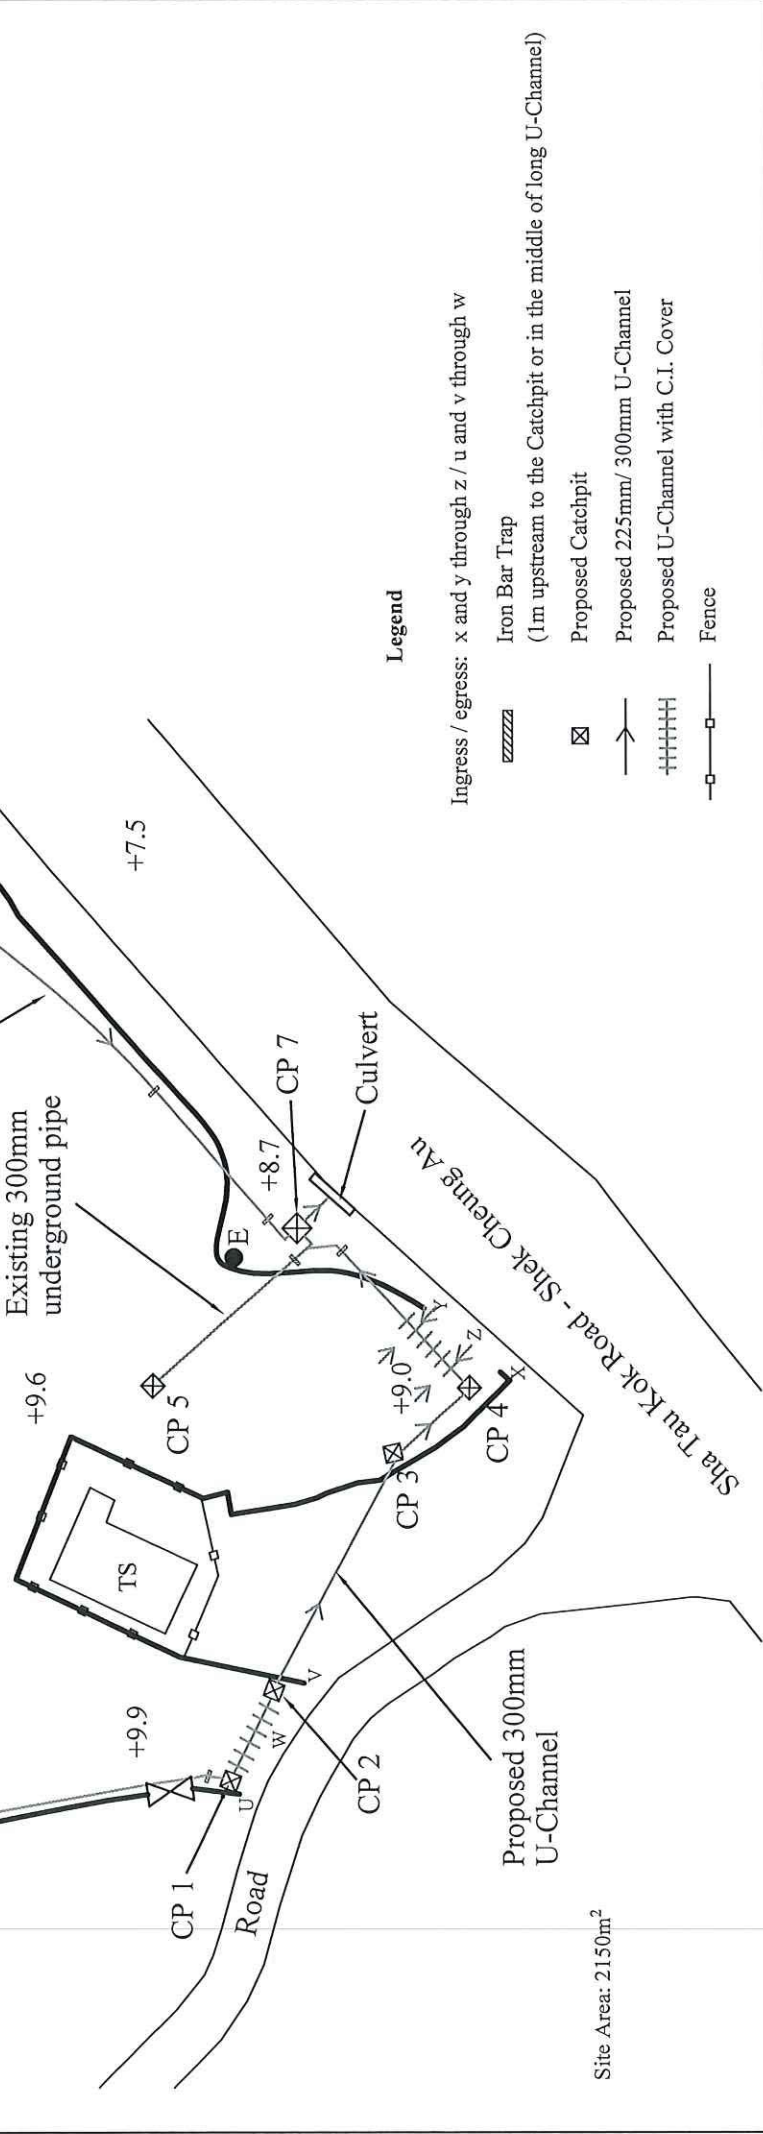 Existing 300mm
underground pipe
+9.6
+9.9
+7.5
CP 5
TS
E
+8.7
CP 7
Culvert
+9.0
Y
Z
X
CP 3
CP 4
V
W
U
CP 1
CP 2
Road
Proposed 300mm
U-Channel
Sha Tau Kok Road - Shek Cheung Au
Site Area: 2150m²
Legend
Ingress / egress: x and y through z / u and v through w
Iron Bar Trap
(1m upstream to the Catchpit or in the middle of long U-Channel)
Proposed Catchpit
Proposed 225mm/ 300mm U-Channel
Proposed U-Channel with C.I. Cover
Fence